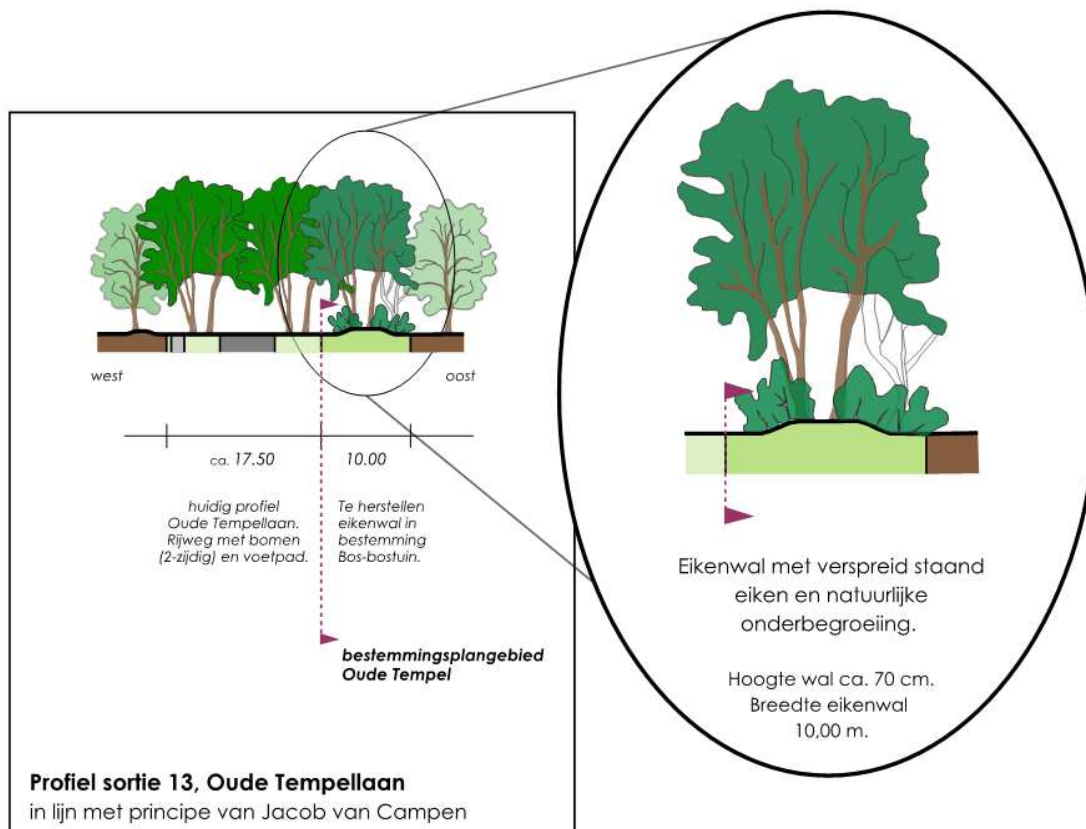 west
oost
ca. 17.50
10.00
huidig profiel
Oude Tempellaan.
Rijweg met bomen
(2-zijdig) en voetpad.
Te herstellen
eikenwal in
bestemming
Bos-bostuin.
bestemmingsplangebied
Oude Tempel
Profiel sortie 13, Oude Tempellaan
in lijn met principe van Jacob van Campen
Eikenwal met verspreid staand
eiken en natuurlijke
onderbegroeiing.
Hoogte wal ca. 70 cm.
Breedte eikenwal
10,00 m.